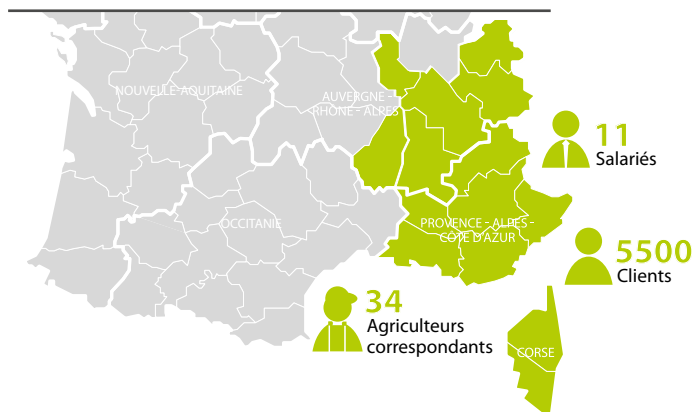 NOUVELLE-AQUITAINE
AUVERGNE -
RHÔNE - ALPES
11
Salariés
OCCITANIE
PROVENCE - ALPES -
CÔTE D'AZUR
5500
Clients
34
Agriculteurs
correspondants
CORSE